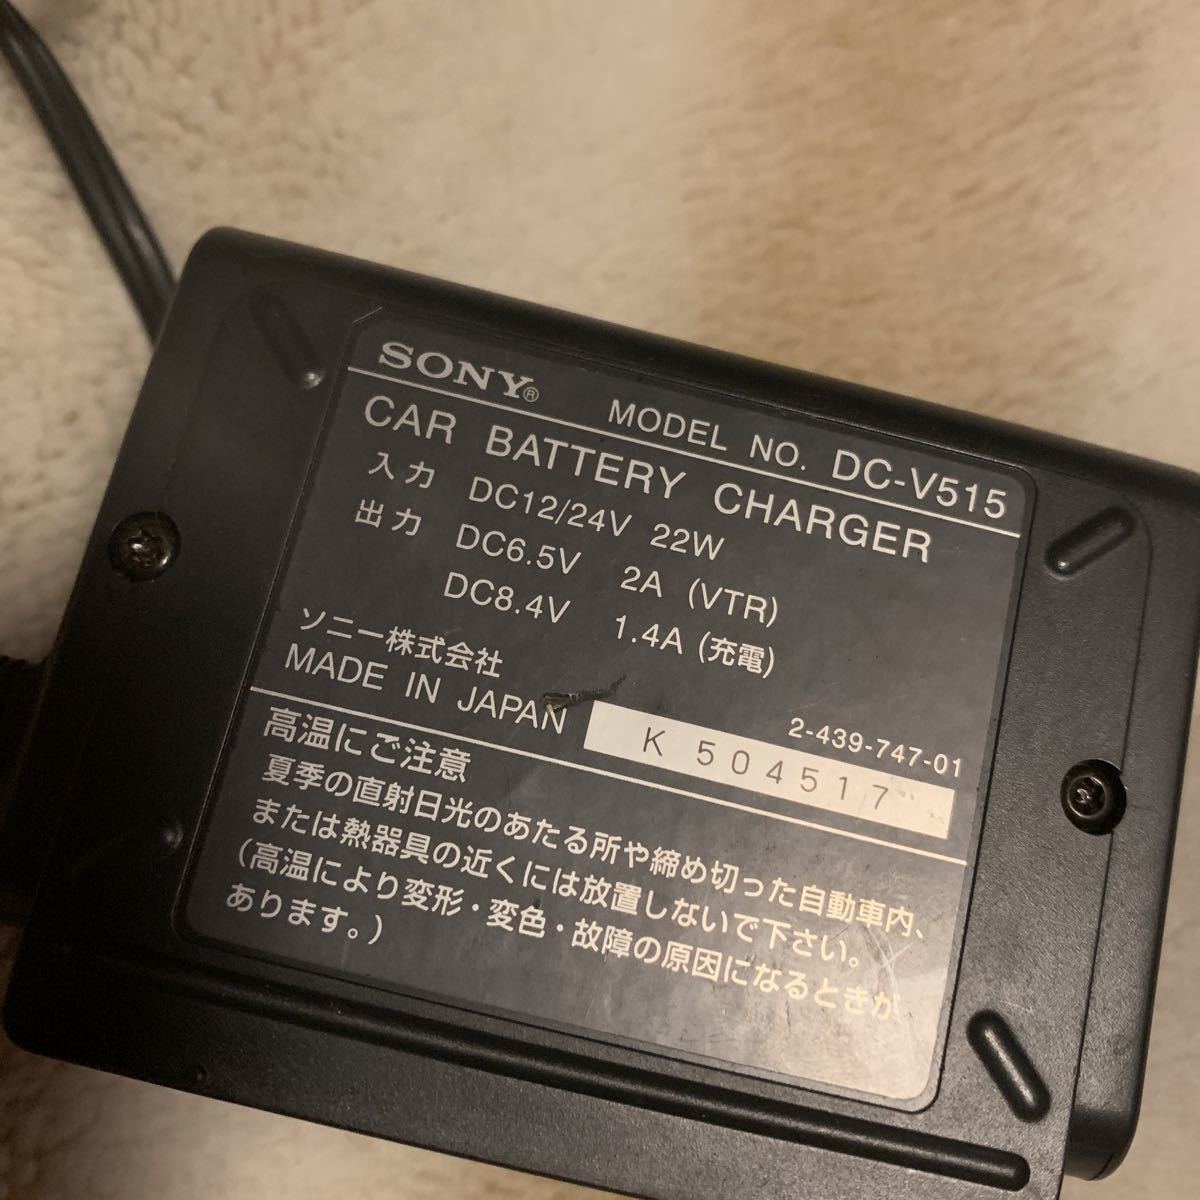 SONY® MODEL NO. DC-V515
CAR BATTERY CHARGER
入力 DC12/24V 22W
出力 DC6.5V 2A (VTR)
DC8.4V 1.4A (充電)
ソニー株式会社
MADE IN JAPAN
2-439-747-01
K 504517
高温にご注意
夏季の直射日光のあたる所や締め切った自動車内、
または熱器具の近くには放置しないで下さい。
(高温により変形・変色・故障の原因になるときが
あります。)